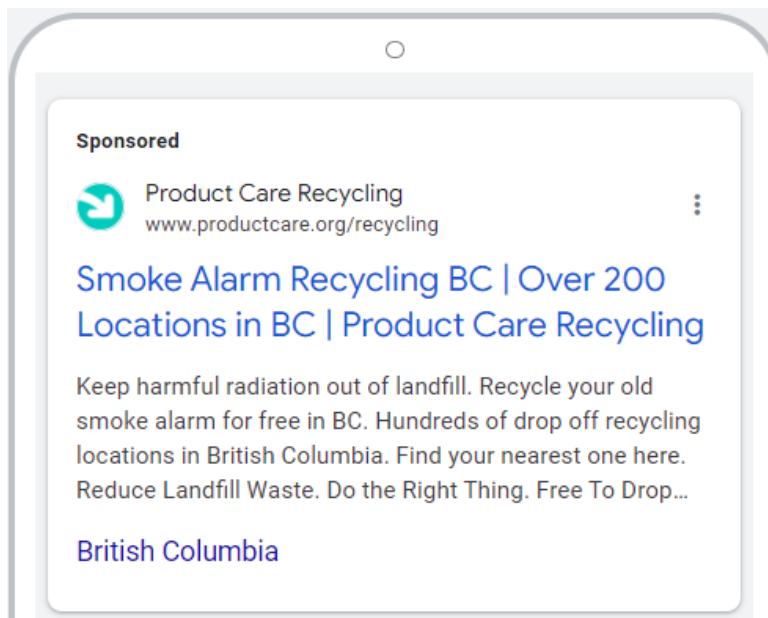 Sponsored
Product Care Recycling
www.productcare.org/recycling
Smoke Alarm Recycling BC | Over 200
Locations in BC | Product Care Recycling
Keep harmful radiation out of landfill. Recycle your old
smoke alarm for free in BC. Hundreds of drop off recycling
locations in British Columbia. Find your nearest one here.
Reduce Landfill Waste. Do the Right Thing. Free To Drop...
British Columbia